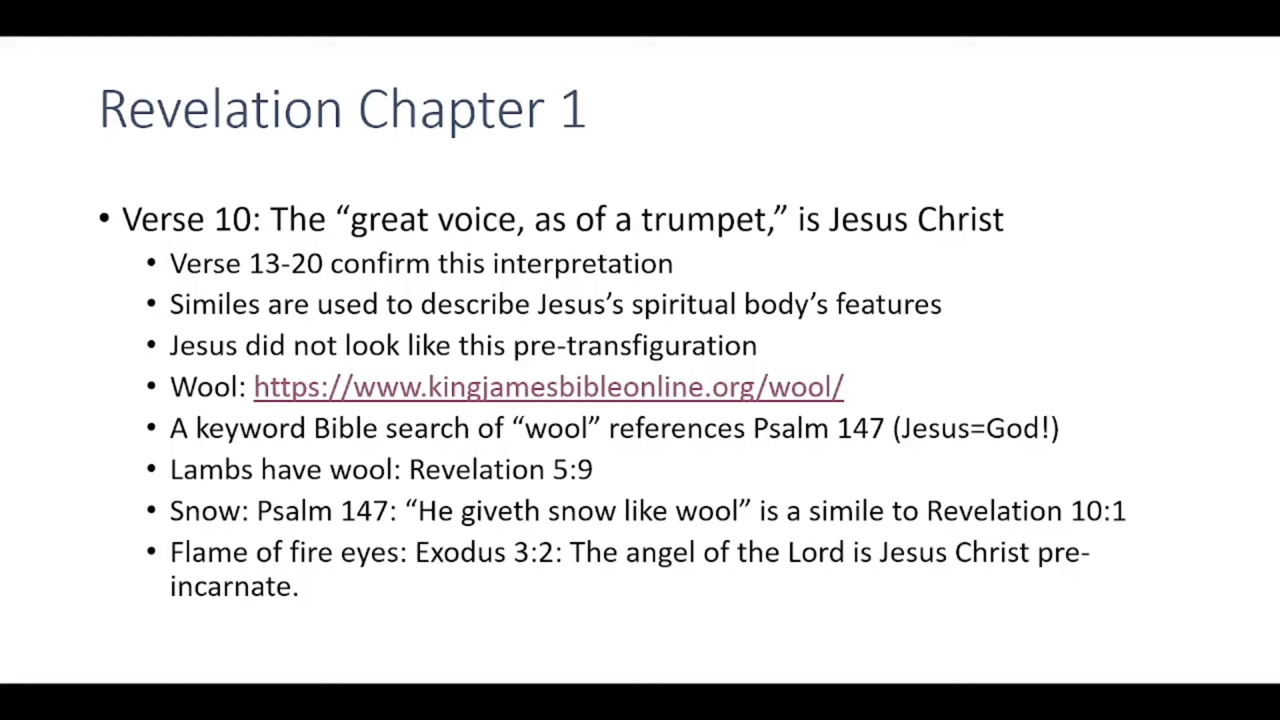 Revelation Chapter 1
• Verse 10: The “great voice, as of a trumpet,” is Jesus Christ
• Verse 13-20 confirm this interpretation
• Similes are used to describe Jesus’s spiritual body’s features
• Jesus did not look like this pre-transfiguration
• Wool: https://www.kingjamesbibleonline.org/wool/
• A keyword Bible search of “wool” references Psalm 147 (Jesus=God!)
• Lambs have wool: Revelation 5:9
• Snow: Psalm 147: “He giveth snow like wool” is a simile to Revelation 10:1
• Flame of fire eyes: Exodus 3:2: The angel of the Lord is Jesus Christ pre-
incarnate.